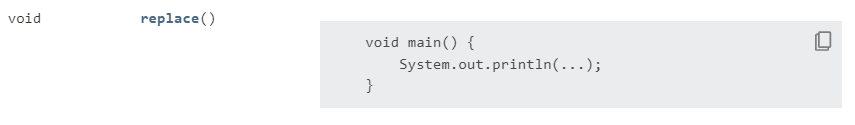 void replace()
void main() {
    System.out.println(...);
}